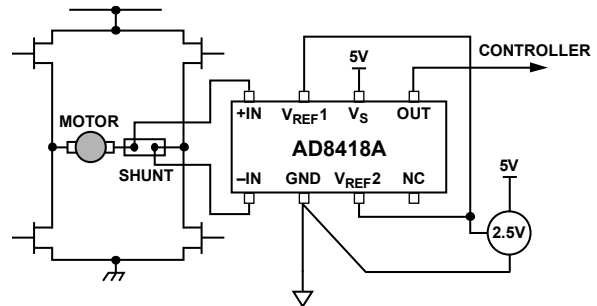 5V
CONTROLLER
+IN
VREF1
VS
OUT
MOTOR
AD8418A
SHUNT
–IN
GND
VREF2
NC
5V
2.5V